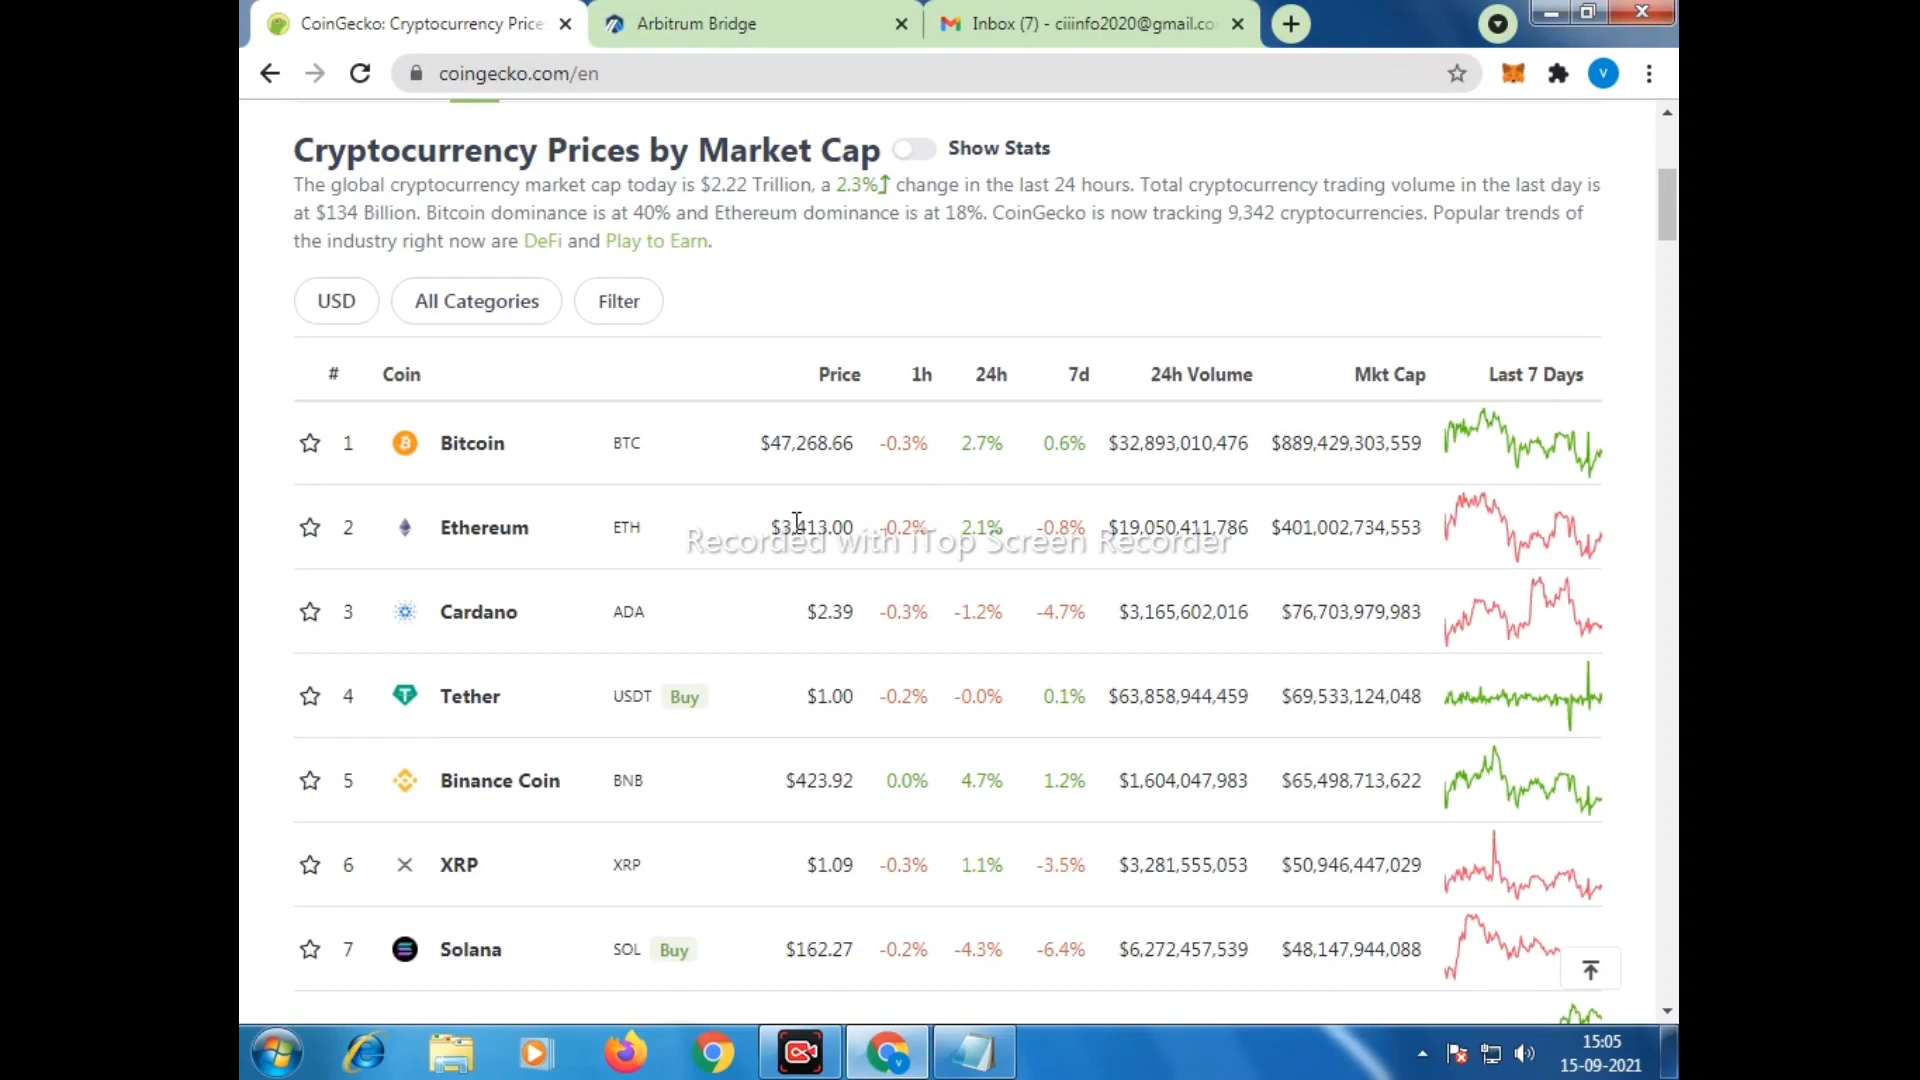 CoinGecko: Cryptocurrency Price
Arbitrum Bridge
Inbox (7) - ciiinfo2020@gmail.co
coingecko.com/en
V
Cryptocurrency Prices by Market Cap Show Stats
The global cryptocurrency market cap today is $2.22 Trillion, a 2.3% change in the last 24 hours. Total cryptocurrency trading volume in the last day is
at $134 Billion. Bitcoin dominance is at 40% and Ethereum dominance is at 18%. CoinGecko is now tracking 9,342 cryptocurrencies. Popular trends of
the industry right now are DeFi and Play to Earn.
USD All Categories Filter
# Coin Price 1h 24h 7d 24h Volume Mkt Cap Last 7 Days
1 Bitcoin BTC $47,268.66 -0.3% 2.7% 0.6% $32,893,010,476 $889,429,303,559
2 Ethereum ETH $3,413.00 -0.2% 2.1% -0.8% $19,050,411,786 $401,002,734,553
Recorded with iTop Screen Recorder
3 Cardano ADA $2.39 -0.3% -1.2% -4.7% $3,165,602,016 $76,703,979,983
4 Tether USDT Buy $1.00 -0.2% -0.0% 0.1% $63,858,944,459 $69,533,124,048
5 Binance Coin BNB $423.92 0.0% 4.7% 1.2% $1,604,047,983 $65,498,713,622
6 XRP XRP $1.09 -0.3% 1.1% -3.5% $3,281,555,053 $50,946,447,029
7 Solana SOL Buy $162.27 -0.2% -4.3% -6.4% $6,272,457,539 $48,147,944,088
15:05
15-09-2021